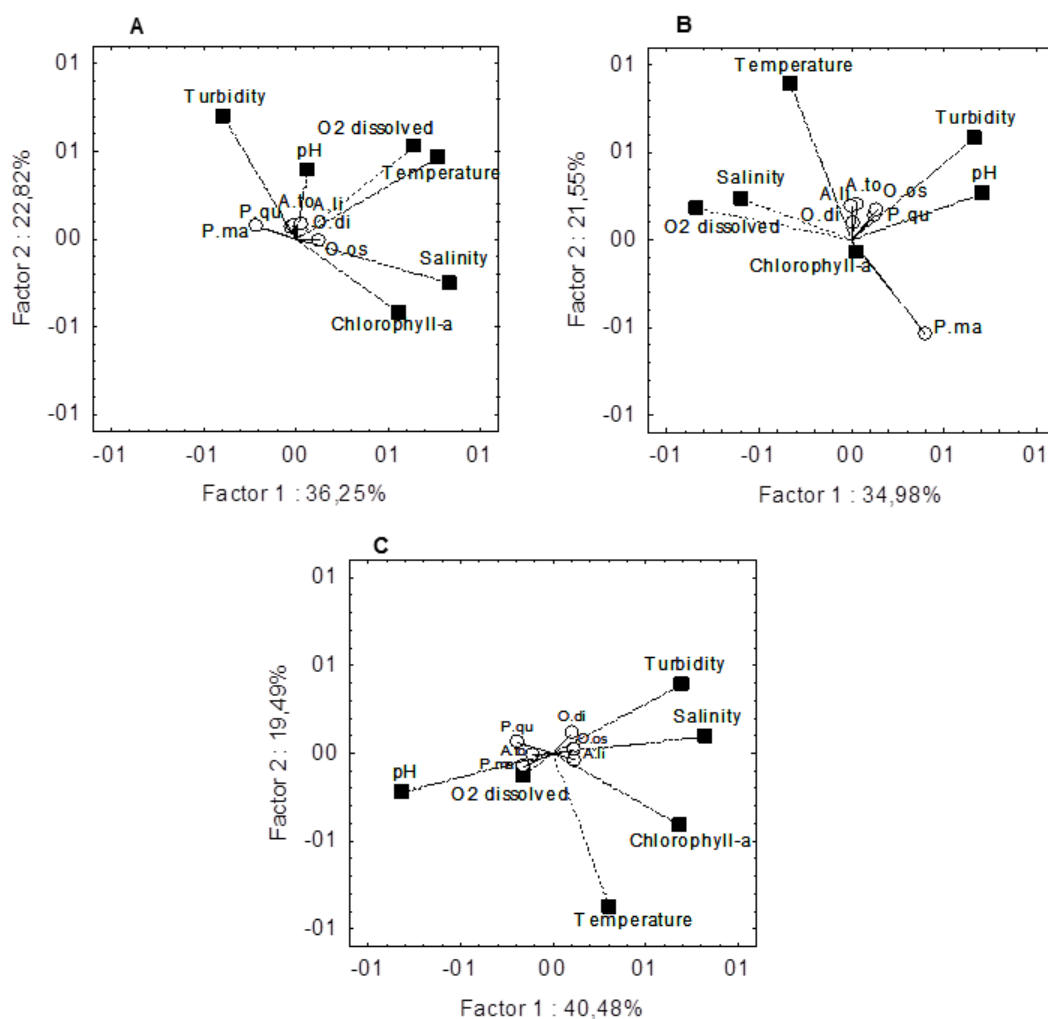 A
01
Turbidity
O2 dissolved
01
pH
Temperature
A.to
A.li
P.qu
O.di
P.ma
00
O.os
Salinity
-01
Chlorophyll-a
-01
-01
-01
00
01
01
Factor 2 : 22,82%
Factor 1 : 36,25%
B
01
Temperature
Turbidity
01
pH
Salinity
A.to
O.os
A.li
O.di
P.qu
O2 dissolved
00
Chlorophyll-a
-01
P.ma
-01
-01
-01
00
01
01
Factor 2 : 21,55%
Factor 1 : 34,98%
C
01
01
Turbidity
O.di
Salinity
P.qu
O.os
00
A.to
A.li
pH
O2 dissolved
-01
Chlorophyll-a
Temperature
-01
-01
-01
00
01
01
Factor 2 : 19,49%
Factor 1 : 40,48%